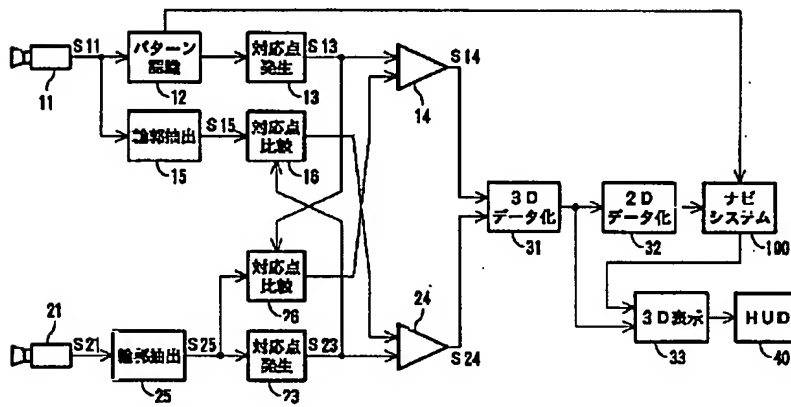 S11
11
パターン
認識
12
対応点
発生
S13
13
14
S14
輪郭抽出
S15
15
対応点
比較
16
3D
データ化
31
2D
データ化
32
ナビ
システム
100
対応点
比較
26
21
S21
輪郭抽出
S25
25
対応点
発生
S23
23
24
S24
3D表示
33
HUD
40